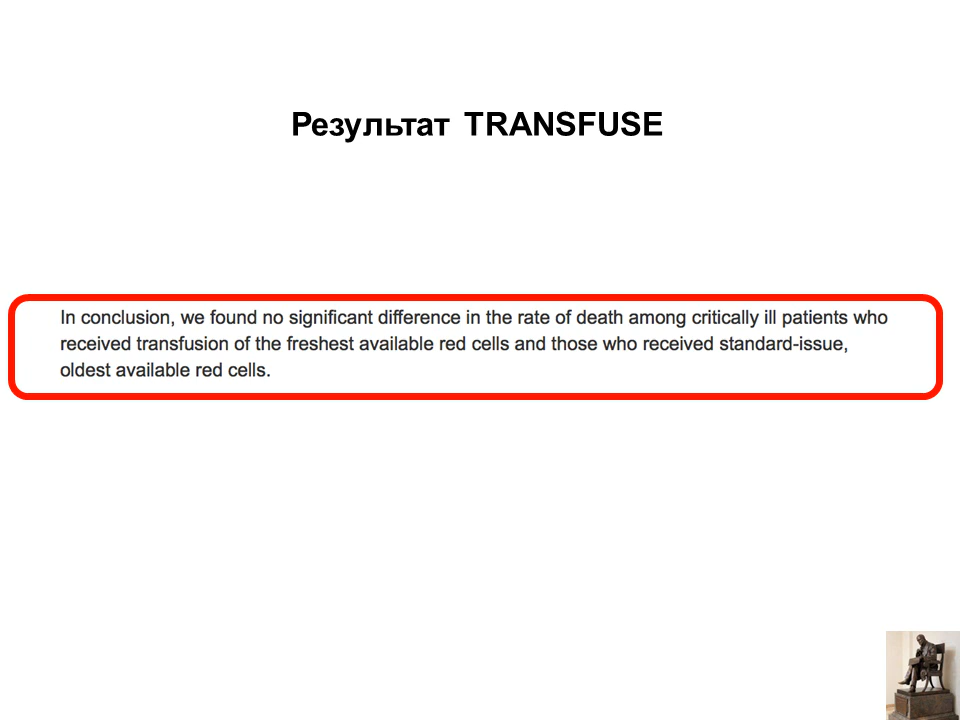 Результат TRANSFUSE
In conclusion, we found no significant difference in the rate of death among critically ill patients who
received transfusion of the freshest available red cells and those who received standard-issue,
oldest available red cells.